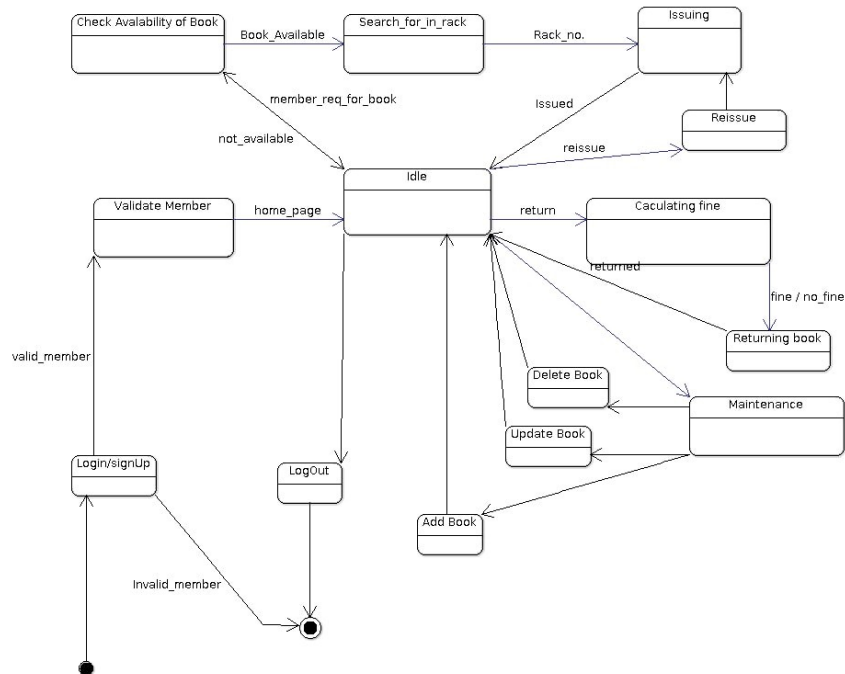 Check Avalability of Book
Book_Available
Search_for_in_rack
Rack_no.
Issuing
member_req_for_book
not_available
Issued
Reissue
reissue
Idle
Validate Member
home_page
return
Caculating fine
returned
fine / no_fine
Returning book
valid_member
Delete Book
Maintenance
Update Book
Login/signUp
LogOut
Add Book
Invalid_member